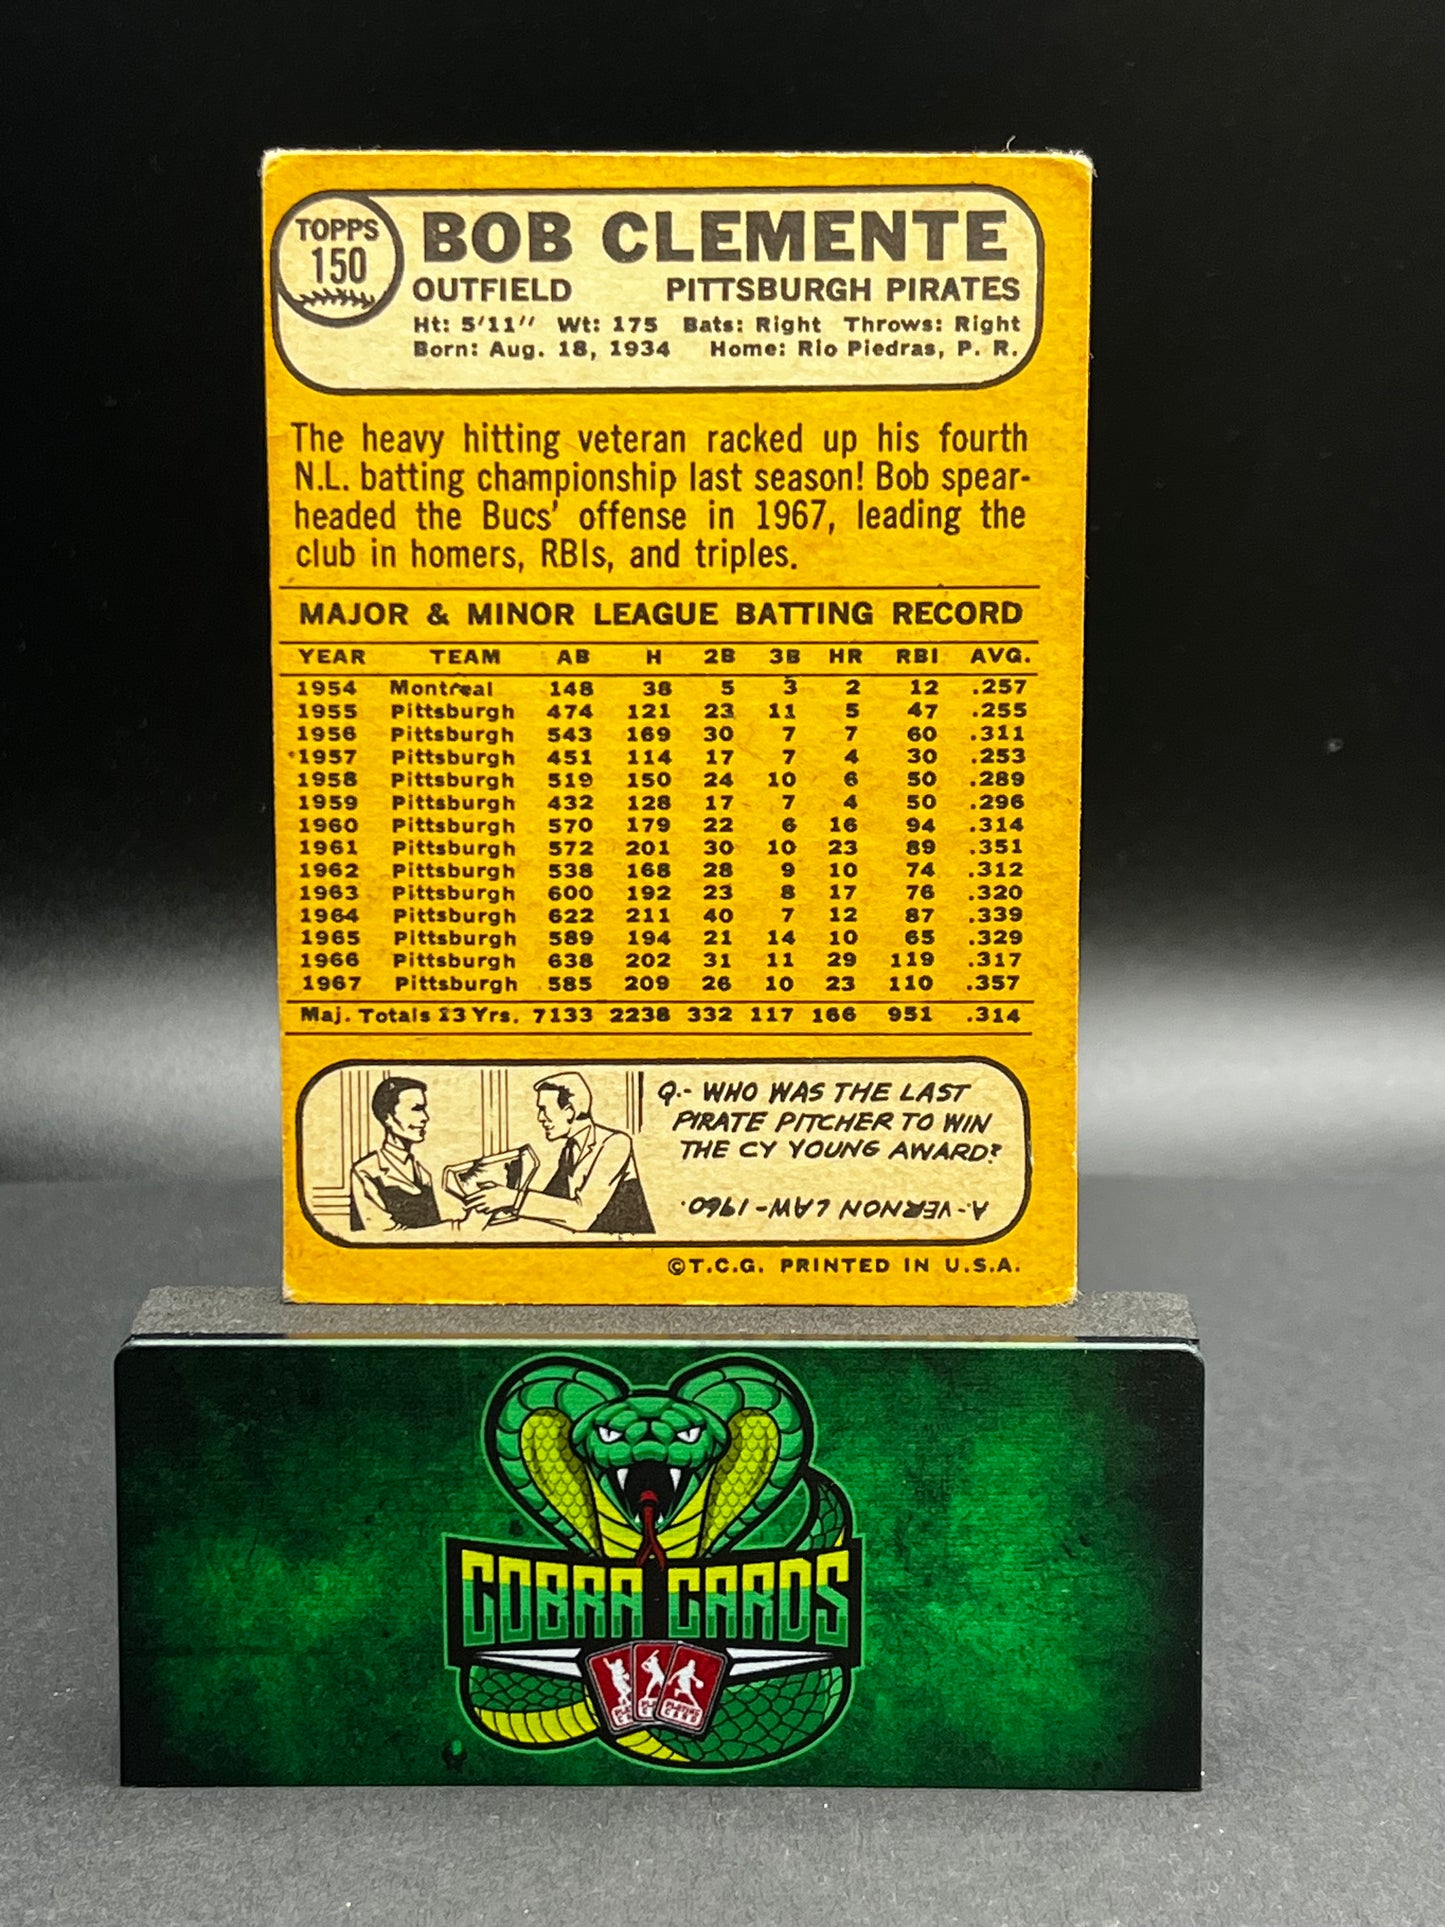 TOPPS
150
BOB CLEMENTE
OUTFIELD PITTSBURGH PIRATES
Ht: 5'11" Wt: 175 Bats: Right Throws: Right
Born: Aug. 18, 1934 Home: Rio Piedras, P. R.
The heavy hitting veteran racked up his fourth
N.L. batting championship last season! Bob spear-
headed the Bucs' offense in 1967, leading the
club in homers, RBIs, and triples.
MAJOR & MINOR LEAGUE BATTING RECORD
YEAR TEAM AB H 2B 3B HR RBI AVG.
1954 Montreal 148 38 5 3 2 12 .257
1955 Pittsburgh 474 121 23 11 5 47 .255
1956 Pittsburgh 543 169 30 7 7 60 .311
1957 Pittsburgh 451 114 17 7 4 30 .253
1958 Pittsburgh 519 150 24 10 6 50 .289
1959 Pittsburgh 432 128 17 7 4 50 .296
1960 Pittsburgh 570 179 22 6 16 94 .314
1961 Pittsburgh 572 201 30 10 23 89 .351
1962 Pittsburgh 538 168 28 9 10 74 .312
1963 Pittsburgh 600 192 23 8 17 76 .320
1964 Pittsburgh 622 211 40 7 12 87 .339
1965 Pittsburgh 589 194 21 14 10 65 .329
1966 Pittsburgh 638 202 31 11 29 119 .317
1967 Pittsburgh 585 209 26 10 23 110 .357
Maj. Totals 13 Yrs. 7133 2238 332 117 166 951 .314
Q.- WHO WAS THE LAST
PIRATE PITCHER TO WIN
THE CY YOUNG AWARD?
A.- VERNON LAW - 1960.
©T.C.G. PRINTED IN U.S.A.
COBRA CARDS